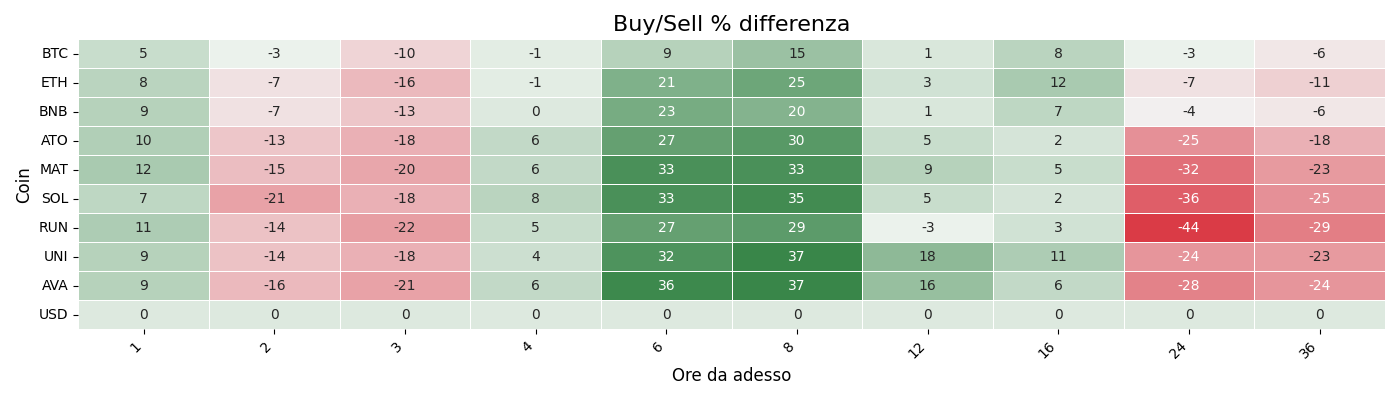 Buy/Sell % differenza
Coin
BTC 5 -3 -10 -1 9 15 1 8 -3 -6
ETH 8 -7 -16 -1 21 25 3 12 -7 -11
BNB 9 -7 -13 0 23 20 1 7 -4 -6
ATO 10 -13 -18 6 27 30 5 2 -25 -18
MAT 12 -15 -20 6 33 33 9 5 -32 -23
SOL 7 -21 -18 8 33 35 5 2 -36 -25
RUN 11 -14 -22 5 27 29 -3 3 -44 -29
UNI 9 -14 -18 4 32 37 18 11 -24 -23
AVA 9 -16 -21 6 36 37 16 6 -28 -24
USD 0 0 0 0 0 0 0 0 0 0
1 2 3 4 6 8 12 16 24 36
Ore da adesso